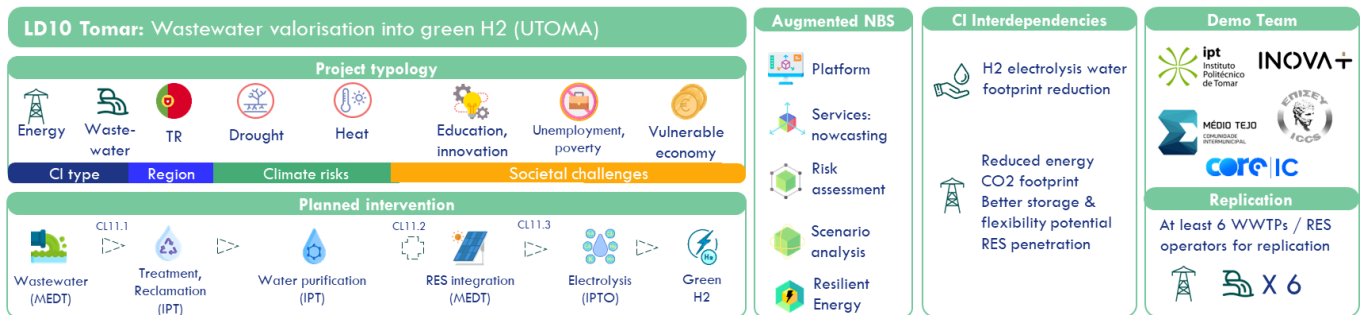 LD10 Tomar: Wastewater valorisation into green H2 (UTOMA)
Project typology
Energy
Waste-
water
TR
Drought
Heat
Education,
innovation
Unemployment,
poverty
Vulnerable
economy
CI type
Region
Climate risks
Societal challenges
Planned intervention
CL11.1
CL11.2
CL11.3
Wastewater
(MEDT)
Treatment,
Reclamation
(IPT)
Water purification
(IPT)
RES integration
(MEDT)
Electrolysis
(IPTO)
Green
H2
Augmented NBS
Platform
Services:
nowcasting
Risk
assessment
Scenario
analysis
Resilient
Energy
CI Interdependencies
H2 electrolysis water
footprint reduction
Reduced energy
CO2 footprint
Better storage &
flexibility potential
RES penetration
Demo Team
ipt
Instituto
Politécnico
de Tomar
INOVA+
MÉDIO TEJO
COMUNIDADE
INTERMUNICIPAL
ΕΠΙΣΕΥ
ICCS
core IC
Replication
At least 6 WWTPs / RES
operators for replication
X 6